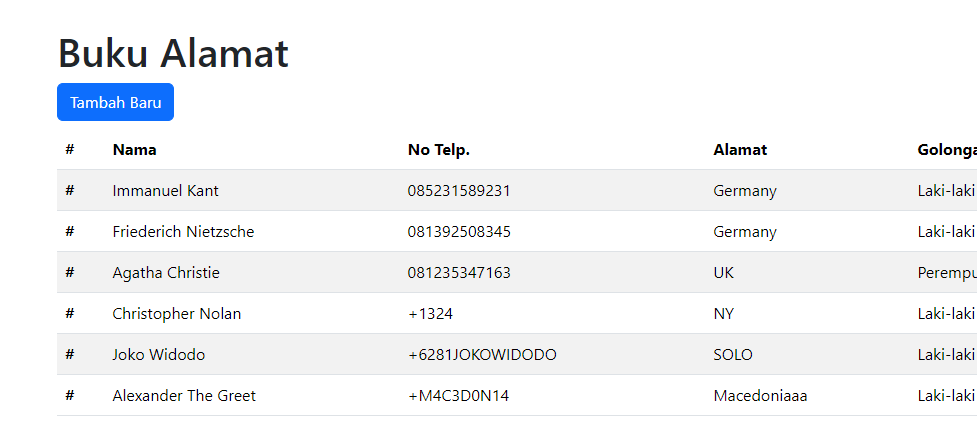 Buku Alamat
Tambah Baru
# Nama No Telp. Alamat
# Immanuel Kant 085231589231 Germany Laki-laki
# Friederich Nietzsche 081392508345 Germany Laki-laki
# Agatha Christie 081235347163 UK
# Christopher Nolan +1324 NY Laki-laki
# Joko Widodo +6281JOKOWIDODO SOLO Laki-laki
# Alexander The Greet +M4C3D0N14 Macedoniaaa Laki-laki